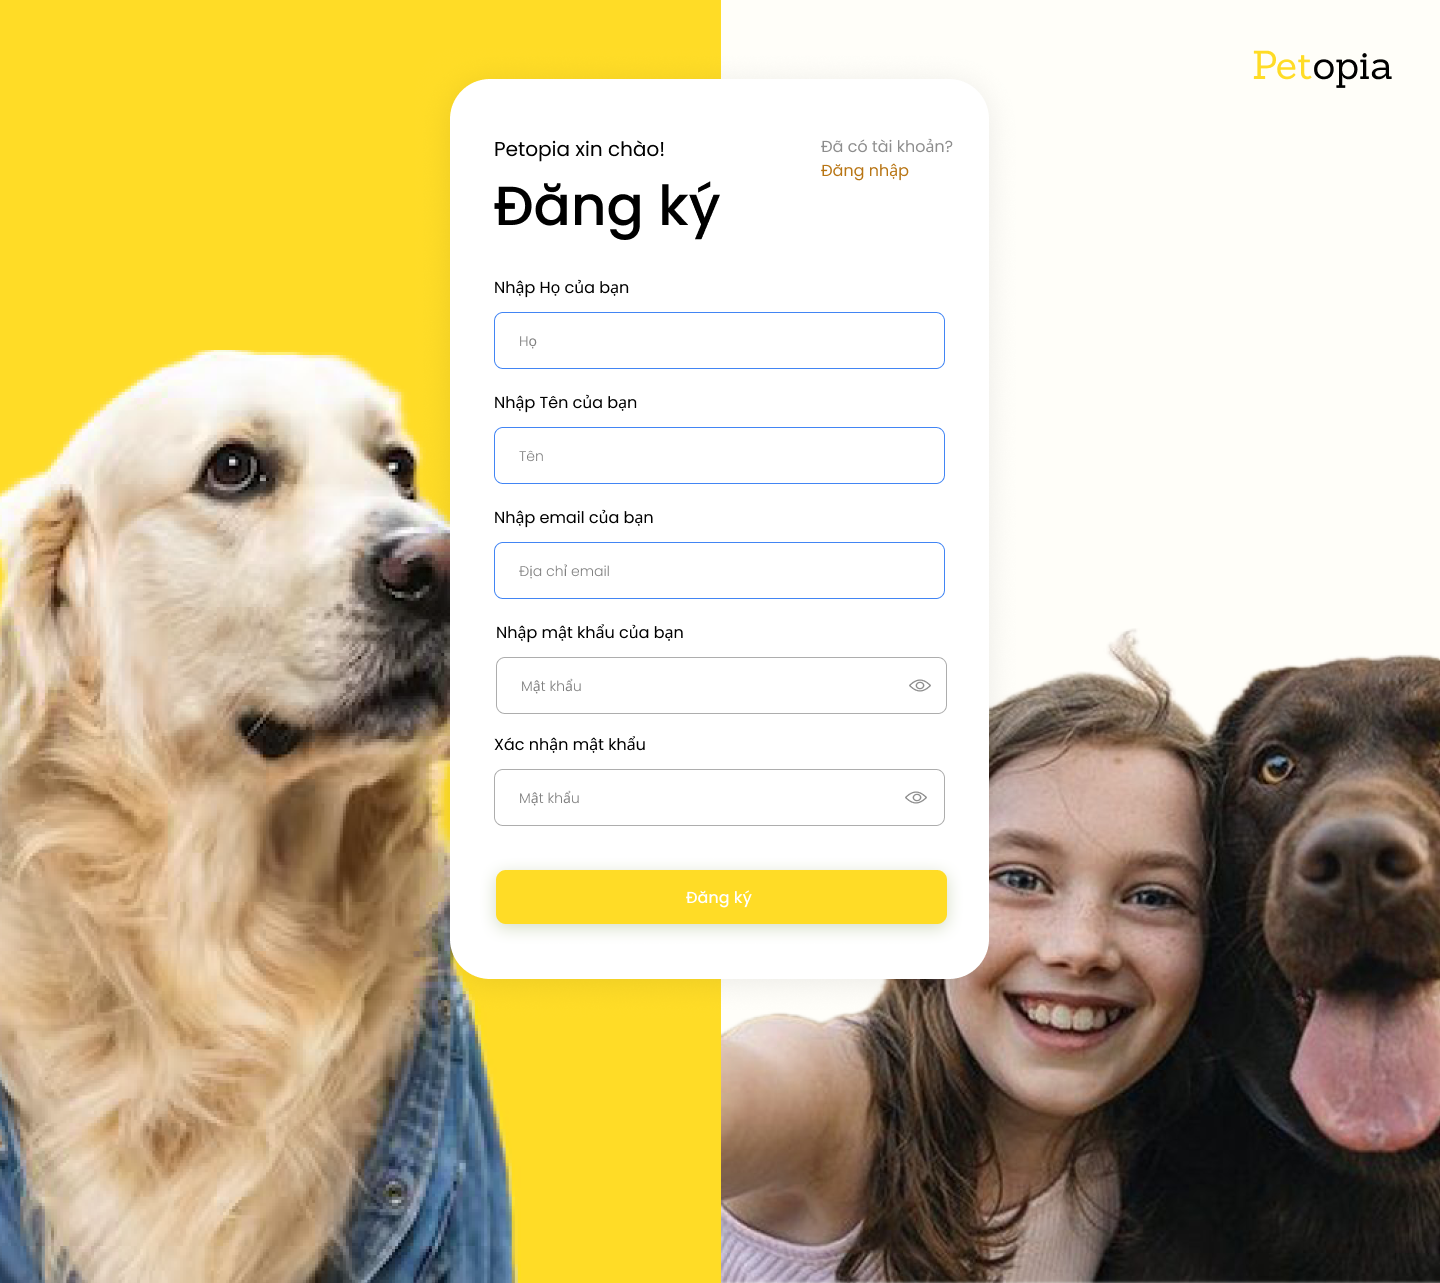 Petopia
Petopia xin chào!
Đã có tài khoản?
Đăng nhập
Đăng ký
Nhập Họ của bạn
Họ
Nhập Tên của bạn
Tên
Nhập email của bạn
Địa chỉ email
Nhập mật khẩu của bạn
Mật khẩu
Xác nhận mật khẩu
Mật khẩu
Đăng ký